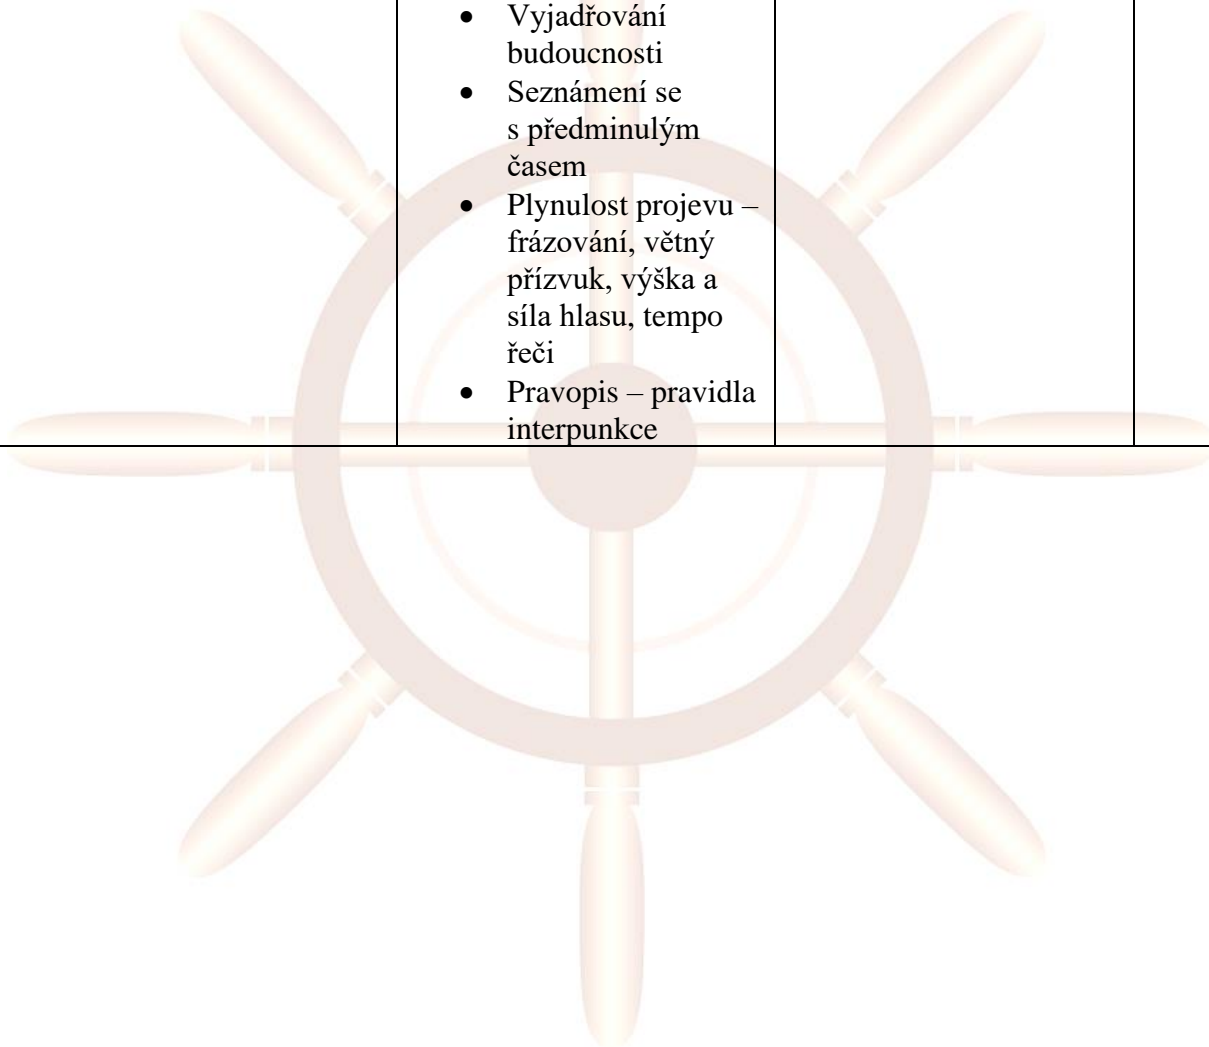 • Vyjadřování
budoucnosti
• Seznámení se
s předminulým
časem
• Plynulost projevu –
frázování, větný
přízvuk, výška a
síla hlasu, tempo
řeči
• Pravopis – pravidla
interpunkce